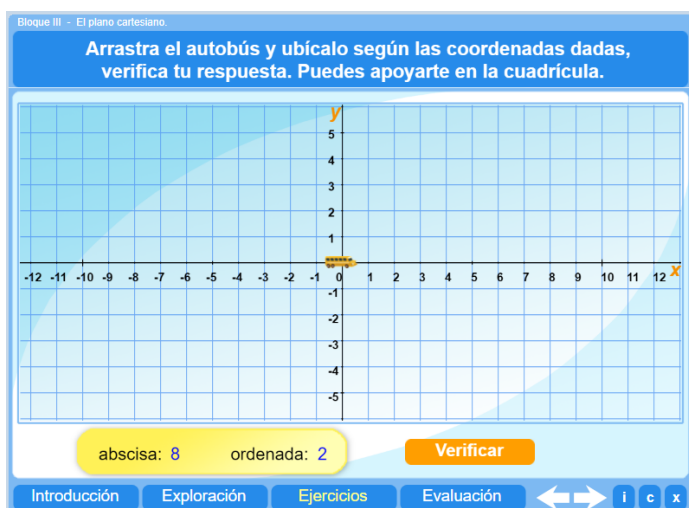 Bloque III - El plano cartesiano.
Arrastra el autobús y ubícalo según las coordenadas dadas,
verifica tu respuesta. Puedes apoyarte en la cuadrícula.
y
5
4
3
2
1
-12 -11 -10 -9 -8 -7 -6 -5 -4 -3 -2 -1 0 1 2 3 4 5 6 7 8 9 10 11 12 x
-1
-2
-3
-4
-5
abscisa: 8 ordenada: 2 Verificar
Introducción Exploración Ejercicios Evaluación i c x